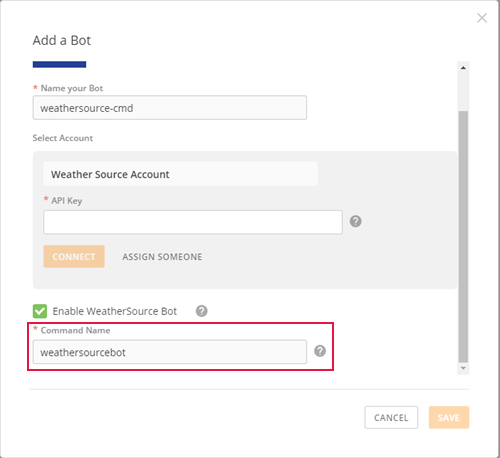 Add a Bot
* Name your Bot
weathersource-cmd
Select Account
Weather Source Account
* API Key
CONNECT ASSIGN SOMEONE
Enable WeatherSource Bot
* Command Name
weathersourcebot
CANCEL SAVE